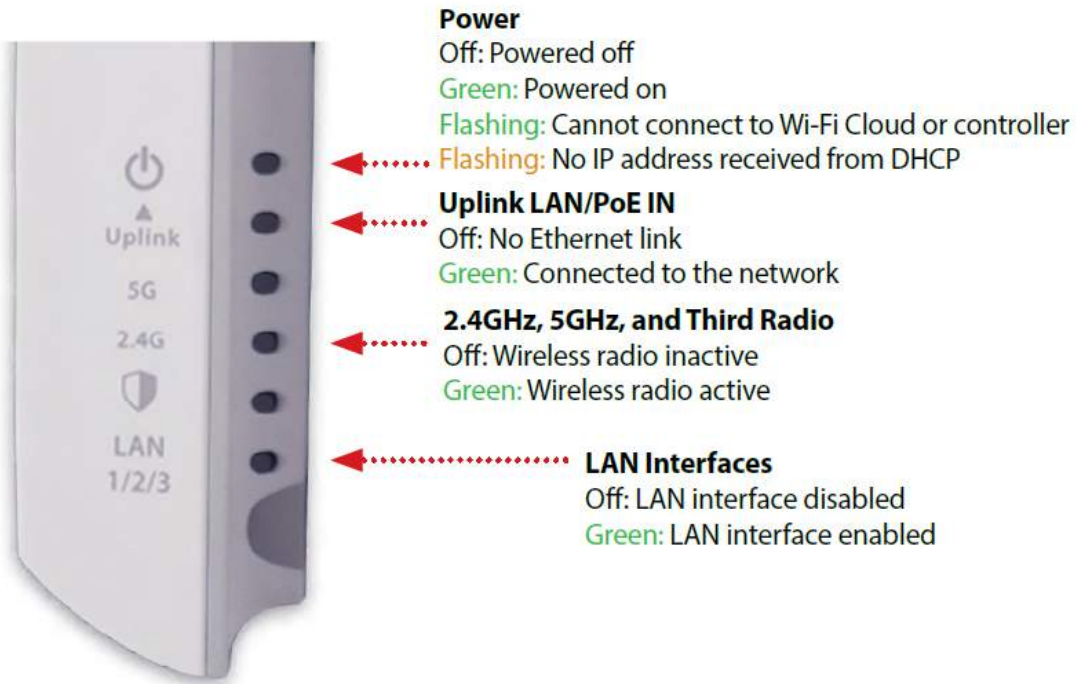 Power
Off: Powered off
Green: Powered on
Flashing: Cannot connect to Wi-Fi Cloud or controller
Flashing: No IP address received from DHCP
Uplink LAN/PoE IN
Off: No Ethernet link
Green: Connected to the network
2.4GHz, 5GHz, and Third Radio
Off: Wireless radio inactive
Green: Wireless radio active
LAN Interfaces
Off: LAN interface disabled
Green: LAN interface enabled
Uplink
5G
2.4G
LAN
1/2/3